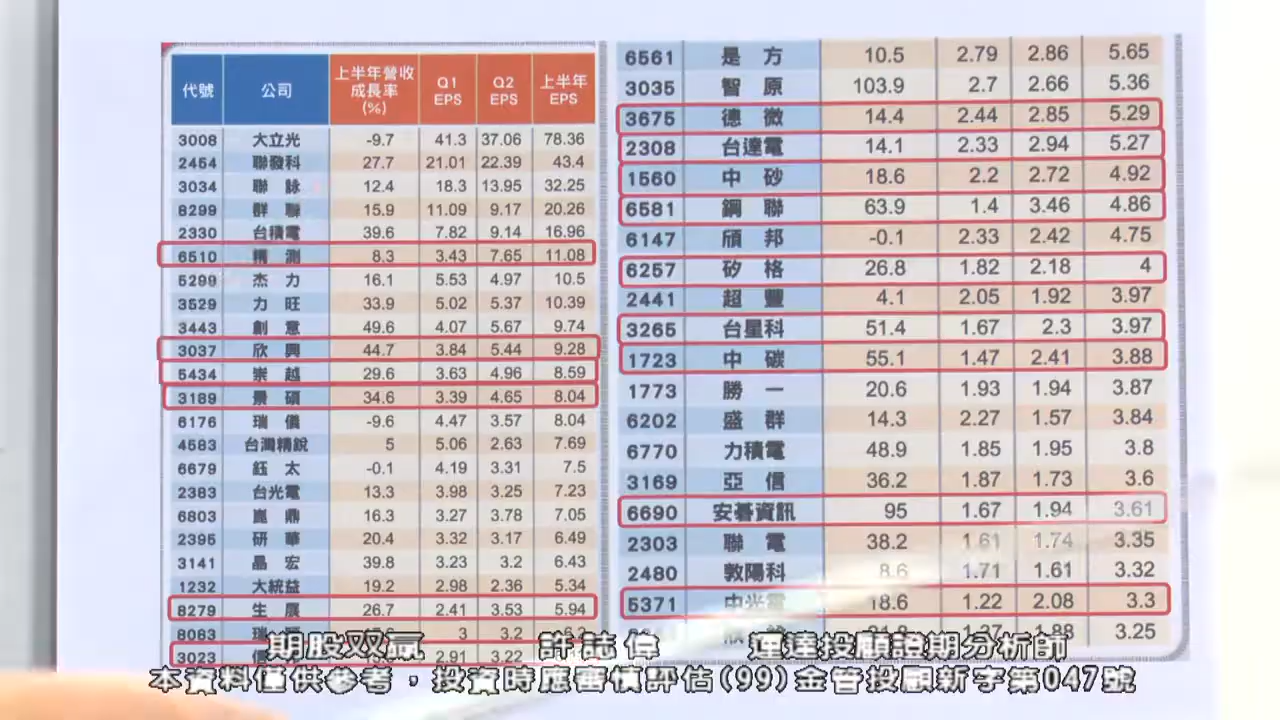 代號 公司 上半年營收成長率(%) Q1 EPS Q2 EPS 上半年 EPS
3008 大立光 -9.7 41.3 37.06 78.36
2454 聯發科 27.7 21.01 22.39 43.4
3034 聯詠 12.4 18.3 13.95 32.25
8299 群聯 15.9 11.09 9.17 20.26
2330 台積電 39.6 7.82 9.14 16.96
6510 精測 8.3 3.43 7.65 11.08
5299 杰力 16.1 5.53 4.97 10.5
3529 力旺 33.9 5.02 5.37 10.39
3443 創意 49.6 4.07 5.67 9.74
3037 欣興 44.7 3.84 5.44 9.28
5434 崇越 29.6 3.63 4.96 8.59
3189 景碩 34.6 3.39 4.65 8.04
6176 瑞儀 -9.6 4.47 3.57 8.04
4583 台灣精銳 5 5.06 2.63 7.69
6679 鈺太 -0.1 4.19 3.31 7.5
2383 台光電 13.3 3.98 3.25 7.23
6803 崑鼎 16.3 3.27 3.78 7.05
2395 研華 20.4 3.32 3.17 6.49
3141 晶宏 39.8 3.23 3.2 6.43
1232 大統益 19.2 2.98 2.36 5.34
8279 生展 26.7 2.41 3.53 5.94
8083 瑞 3 3.2
3023 信 2.91 3.22
6561 是方 10.5 2.79 2.86 5.65
3035 智原 103.9 2.7 2.66 5.36
3675 德微 14.4 2.44 2.85 5.29
2308 台達電 14.1 2.33 2.94 5.27
1560 中砂 18.6 2.2 2.72 4.92
6581 鋼聯 63.9 1.4 3.46 4.86
6147 頎邦 -0.1 2.33 2.42 4.75
6257 矽格 26.8 1.82 2.18 4
2441 超豐 4.1 2.05 1.92 3.97
3265 台星科 51.4 1.67 2.3 3.97
1723 中碳 55.1 1.47 2.41 3.88
1773 勝一 20.6 1.93 1.94 3.87
6202 盛群 14.3 2.27 1.57 3.84
6770 力積電 48.9 1.85 1.95 3.8
3169 亞信 36.2 1.87 1.73 3.6
6690 安碁資訊 95 1.67 1.94 3.61
2303 聯電 38.2 1.61 1.74 3.35
2480 敦陽科 8.6 1.71 1.61 3.32
5371 中光電 18.6 1.22 2.08 3.3
3.25
期股双贏 許誌偉 運達投顧證期分析師
本資料僅供參考，投資時應審慎評估(99)金管投顧新字第047號